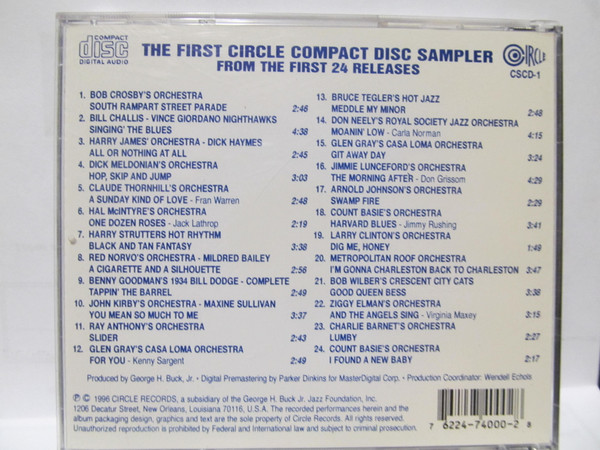 COMPACT
disc
DIGITAL AUDIO
THE FIRST CIRCLE COMPACT DISC SAMPLER
FROM THE FIRST 24 RELEASES
CIRCLE
CSCD-1
1. BOB CROSBY'S ORCHESTRA
SOUTH RAMPART STREET PARADE 2:46
2. BILL CHALLIS - VINCE GIORDANO NIGHTHAWKS
SINGING' THE BLUES 4:38
3. HARRY JAMES' ORCHESTRA - DICK HAYMES
ALL OR NOTHING AT ALL 2:45
4. DICK MELDONIAN'S ORCHESTRA
HOP, SKIP AND JUMP 3:03
5. CLAUDE THORNHILL'S ORCHESTRA
A SUNDAY KIND OF LOVE - Fran Warren 2:48
6. HAL McINTYRE'S ORCHESTRA
ONE DOZEN ROSES - Jack Lathrop 2:19
7. HARRY STRUTTERS HOT RHYTHM
BLACK AND TAN FANTASY 3:38
8. RED NORVO'S ORCHESTRA - MILDRED BAILEY
A CIGARETTE AND A SILHOUETTE 2:56
9. BENNY GOODMAN'S 1934 BILL DODGE - COMPLETE
TAPPIN' THE BARREL 2:49
10. JOHN KIRBY'S ORCHESTRA - MAXINE SULLIVAN
YOU MEAN SO MUCH TO ME 3:37
11. RAY ANTHONY'S ORCHESTRA
SLIDER 2:43
12. GLEN GRAY'S CASA LOMA ORCHESTRA
FOR YOU - Kenny Sargent 2:49
13. BRUCE TEGLER'S HOT JAZZ
MEDDLE MY MINOR 2:48
14. DON NEELY'S ROYAL SOCIETY JAZZ ORCHESTRA
MOANIN' LOW - Carla Norman 4:15
15. GLEN GRAY'S CASA LOMA ORCHESTRA
GIT AWAY DAY 3:24
16. JIMMIE LUNCEFORD'S ORCHESTRA
THE MORNING AFTER - Don Grissom 4:29
17. ARNOLD JOHNSON'S ORCHESTRA
SWAMP FIRE 2:29
18. COUNT BASIE'S ORCHESTRA
HARVARD BLUES - Jimmy Rushing 3:41
19. LARRY CLINTON'S ORCHESTRA
DIG ME, HONEY 1:49
20. METROPOLITAN ROOF ORCHESTRA
I'M GONNA CHARLESTON BACK TO CHARLESTON 3:47
21. BOB WILBER'S CRESCENT CITY CATS
GOOD QUEEN BESS 3:38
22. ZIGGY ELMAN'S ORCHESTRA
AND THE ANGELS SING - Virginia Maxey 3:15
23. CHARLIE BARNET'S ORCHESTRA
LUMBY 2:27
24. COUNT BASIE'S ORCHESTRA
I FOUND A NEW BABY 2:17
Produced by George H. Buck, Jr. • Digital Premastering by Parker Dinkins for MasterDigital Corp. • Production Coordinator: Wendell Echols
℗ © 1996 CIRCLE RECORDS, a subsidiary of the George H. Buck Jr. Jazz Foundation, Inc.
1206 Decatur Street, New Orleans, Louisiana 70116, U.S.A. The recorded performances herein and the
album packaging design, graphics and text are the sole property of Circle Records.
Unauthorized reproduction is prohibited by Federal and International law and subject to criminal prosecution.
7 62247-4000-2 8